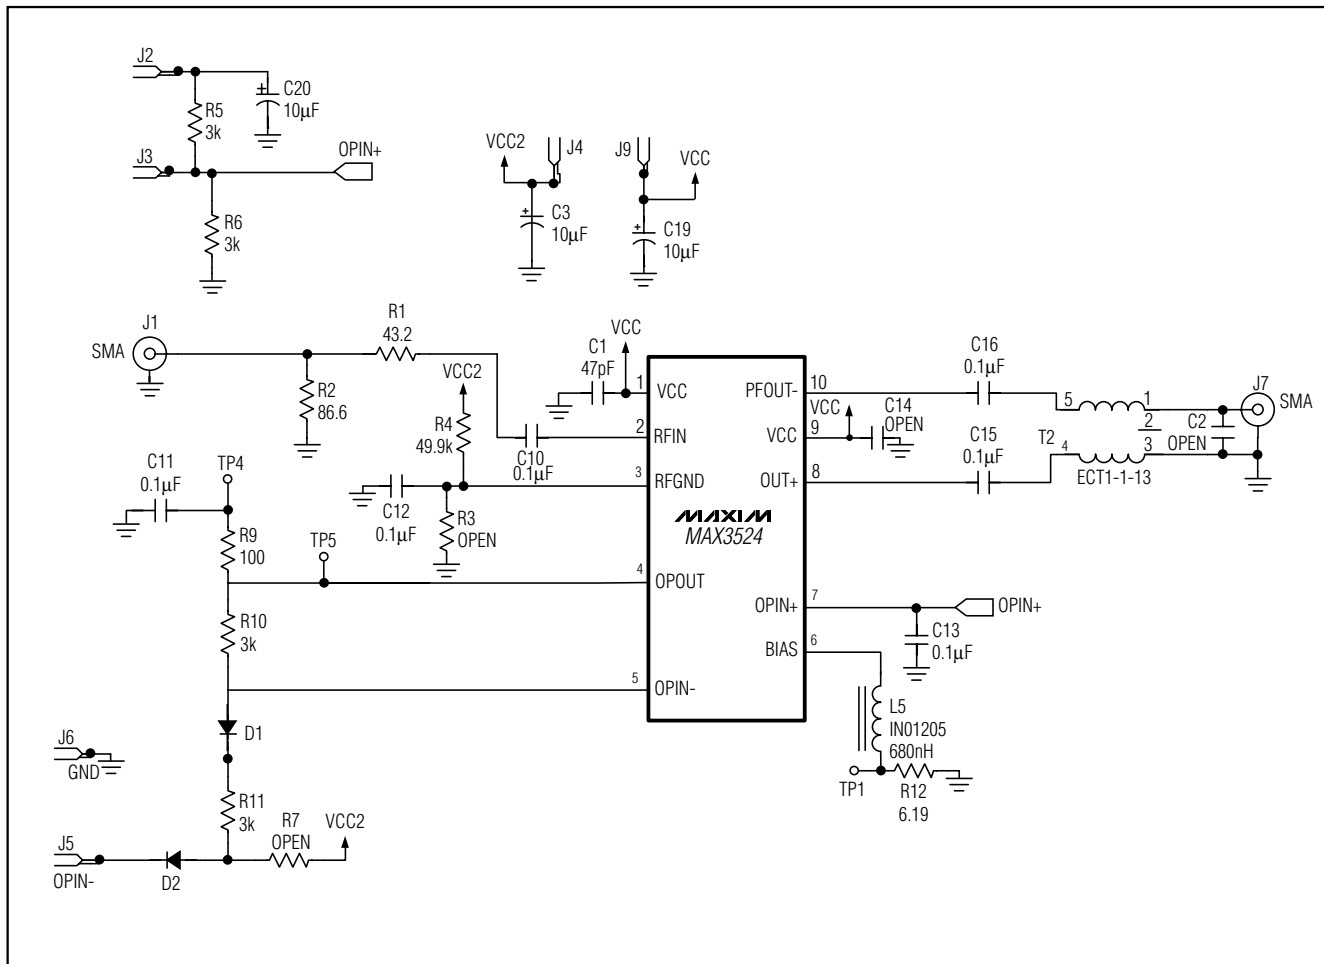 J2
C20
10µF
R5
3k
J3
OPIN+
R6
3k
VCC2
J4
C3
10µF
J9
VCC
C19
10µF
J1
SMA
R1
43.2
R2
86.6
VCC2
R4
49.9k
C1
47pF
VCC
C10
0.1µF
C12
0.1µF
R3
OPEN
C11
0.1µF
TP4
R9
100
TP5
R10
3k
D1
J6
GND
R11
3k
R7
OPEN
VCC2
J5
OPIN-
D2
1
VCC
2
RFIN
3
RFGND
4
OPOUT
5
OPIN-
MAXIM
MAX3524
PFOUT-
10
VCC
9
OUT+
8
OPIN+
7
BIAS
6
VCC
C14
OPEN
C16
0.1µF
C15
0.1µF
5
1
2
T2
4
3
ECT1-1-13
C2
OPEN
J7
SMA
OPIN+
C13
0.1µF
L5
IN01205
680nH
TP1
R12
6.19